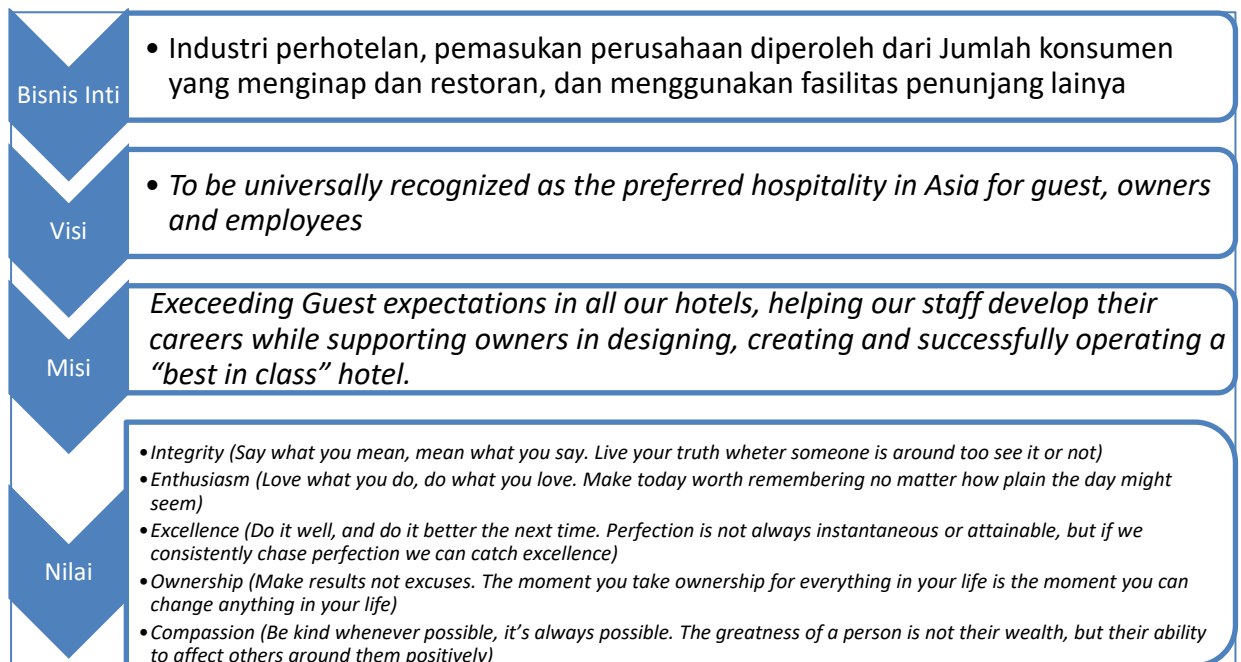 Bisnis Inti
• Industri perhotelan, pemasukan perusahaan diperoleh dari Jumlah konsumen
yang menginap dan restoran, dan menggunakan fasilitas penunjang lainya
Visi
• To be universally recognized as the preferred hospitality in Asia for guest, owners
and employees
Misi
Execeeding Guest expectations in all our hotels, helping our staff develop their
careers while supporting owners in designing, creating and successfully operating a
“best in class” hotel.
Nilai
•Integrity (Say what you mean, mean what you say. Live your truth wheter someone is around too see it or not)
•Enthusiasm (Love what you do, do what you love. Make today worth remembering no matter how plain the day might
seem)
•Excellence (Do it well, and do it better the next time. Perfection is not always instantaneous or attainable, but if we
consistently chase perfection we can catch excellence)
•Ownership (Make results not excuses. The moment you take ownership for everything in your life is the moment you can
change anything in your life)
•Compassion (Be kind whenever possible, it’s always possible. The greatness of a person is not their wealth, but their ability
to affect others around them positively)